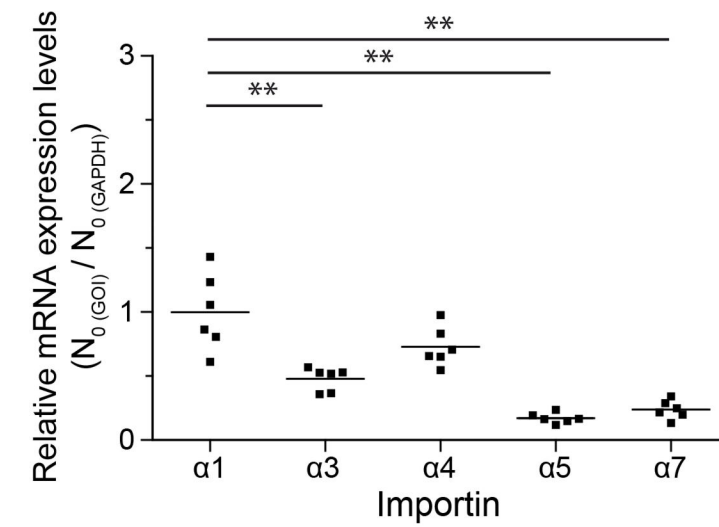 Relative mRNA expression levels
(N0 (GOI) / N0 (GAPDH))
**
**
**
3
2
1
0
α1 α3 α4 α5 α7
Importin